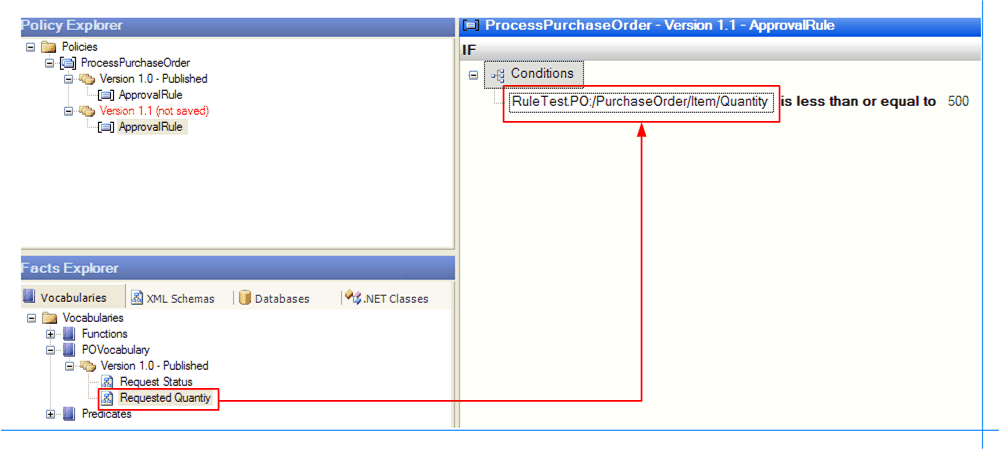 Policy Explorer
Policies
ProcessPurchaseOrder
Version 1.0 - Published
ApprovalRule
Version 1.1 (not saved)
ApprovalRule
Facts Explorer
Vocabularies XML Schemas Databases .NET Classes
Vocabularies
Functions
POVocabulary
Version 1.0 - Published
Request Status
Requested Quantiy
Predicates
ProcessPurchaseOrder - Version 1.1 - ApprovalRule
IF
Conditions
RuleTest.PO:/PurchaseOrder/Item/Quantity is less than or equal to 500